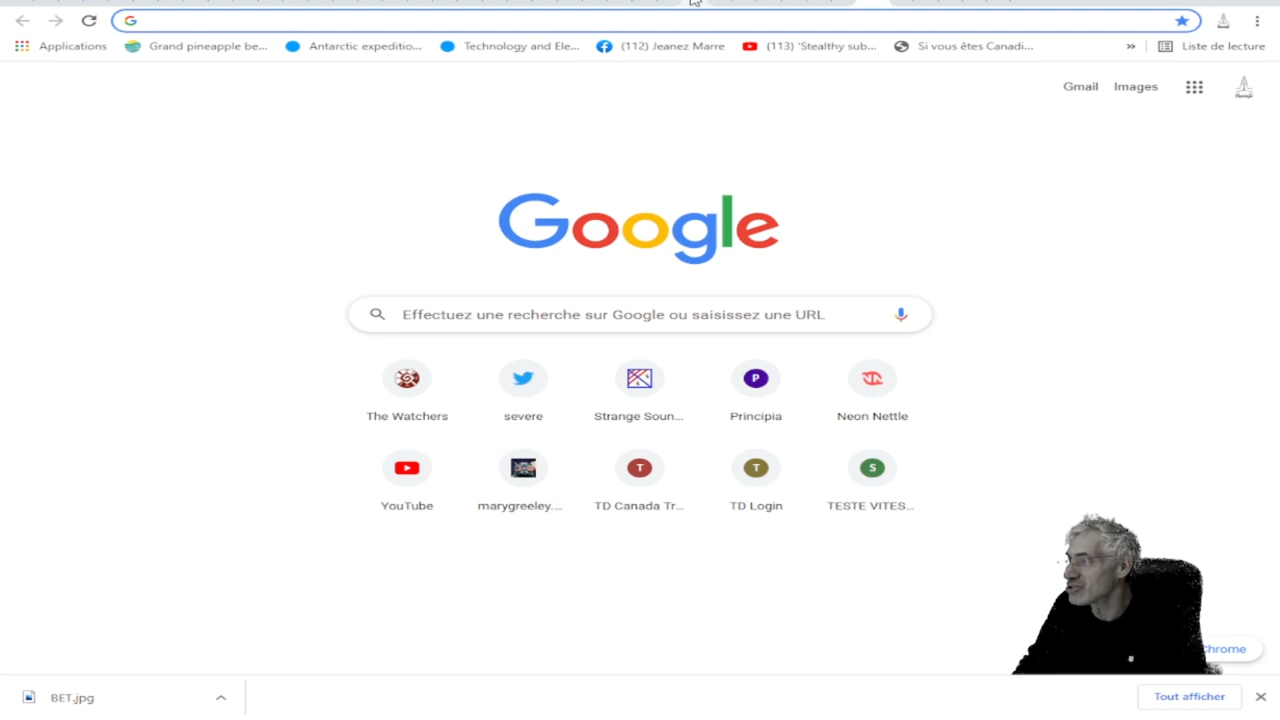 Applications Grand pineapple be... Antarctic expeditio... Technology and Ele... (112) Jeanez Marre (113) 'Stealthy sub... Si vous êtes Canadi... » Liste de lecture
Gmail Images
Google
Effectuez une recherche sur Google ou saisissez une URL
The Watchers severe Strange Soun... Principia Neon Nettle
YouTube marygreeley.... TD Canada Tr... TD Login TESTE VITES...
Chrome
BET.jpg Tout afficher